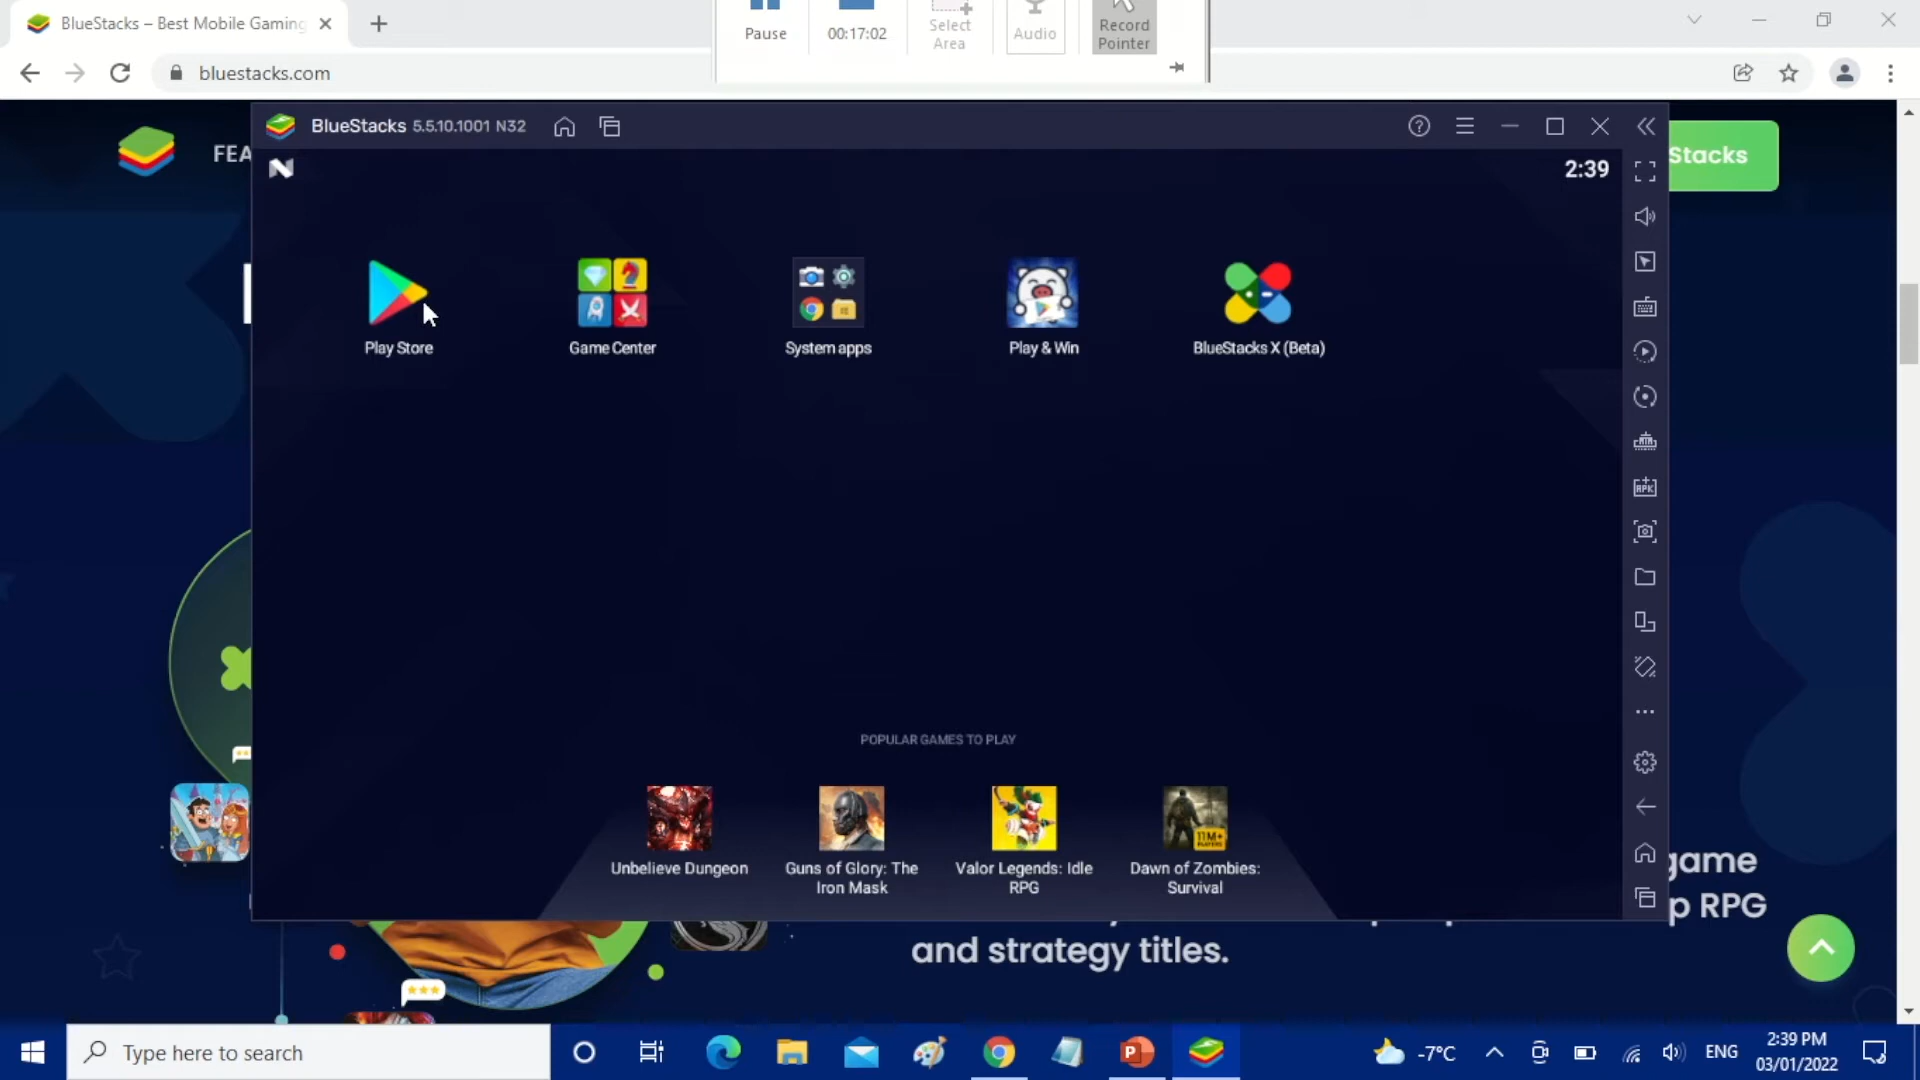 BlueStacks – Best Mobile Gaming
Pause
00:17:02
Select
Area
Audio
Record
Pointer
bluestacks.com
BlueStacks 5.5.10.1001 N32
FEA
Stacks
2:39
Play Store
Game Center
System apps
Play & Win
BlueStacks X (Beta)
POPULAR GAMES TO PLAY
11M+
PLAYERS
Unbelieve Dungeon
Guns of Glory: The
Iron Mask
Valor Legends: Idle
RPG
Dawn of Zombies:
Survival
game
p RPG
and strategy titles.
Type here to search
-7°C
ENG
2:39 PM
03/01/2022